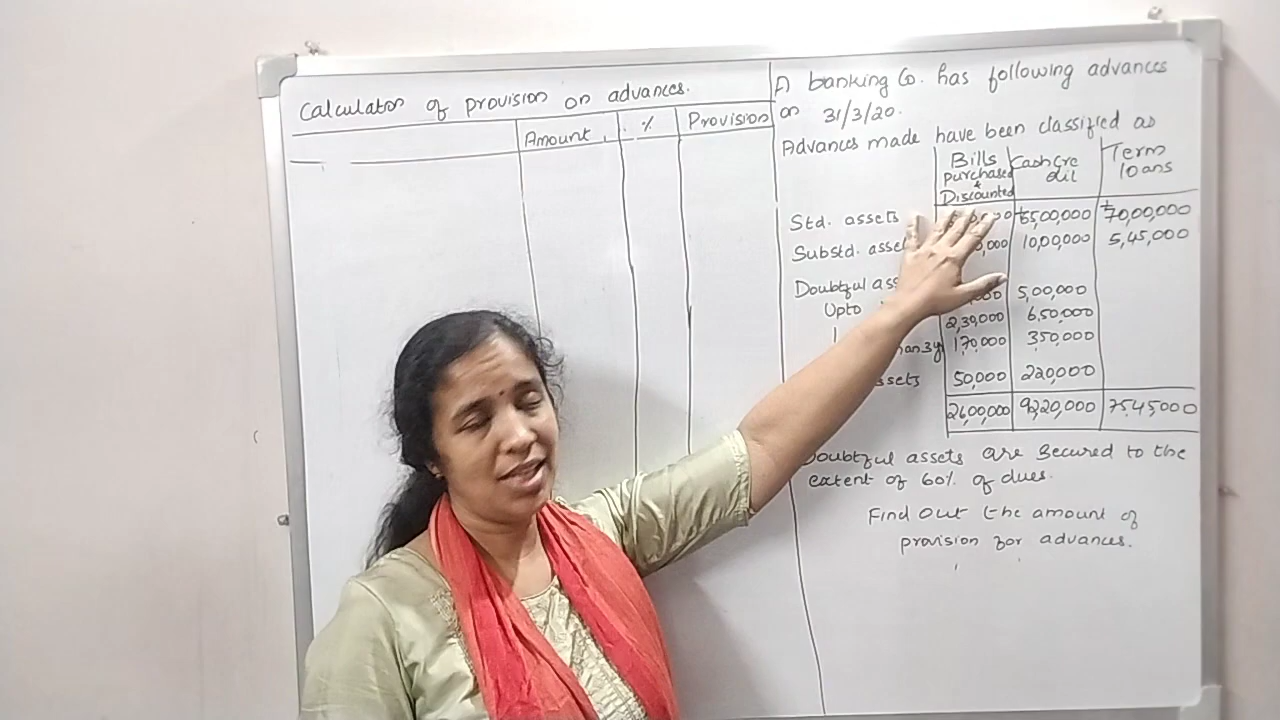 Calculation of provision on advances.
Amount % Provision
A banking Co. has following advances
on 31/3/20.
Advances made have been classified as
Bills purchased & Discounted
Cash Credit
Term loans
Std. assets 65,00,000 70,00,000
Substd. 10,00,000 5,45,000
Doubtful
Upto 5,00,000
2,30,000 6,50,000
170,000 350,000
50,000 220,000
2600,000 9220,000 7545000
Doubtful assets are secured to the
extent of 60% of dues.
Find out the amount of
provision for advances.